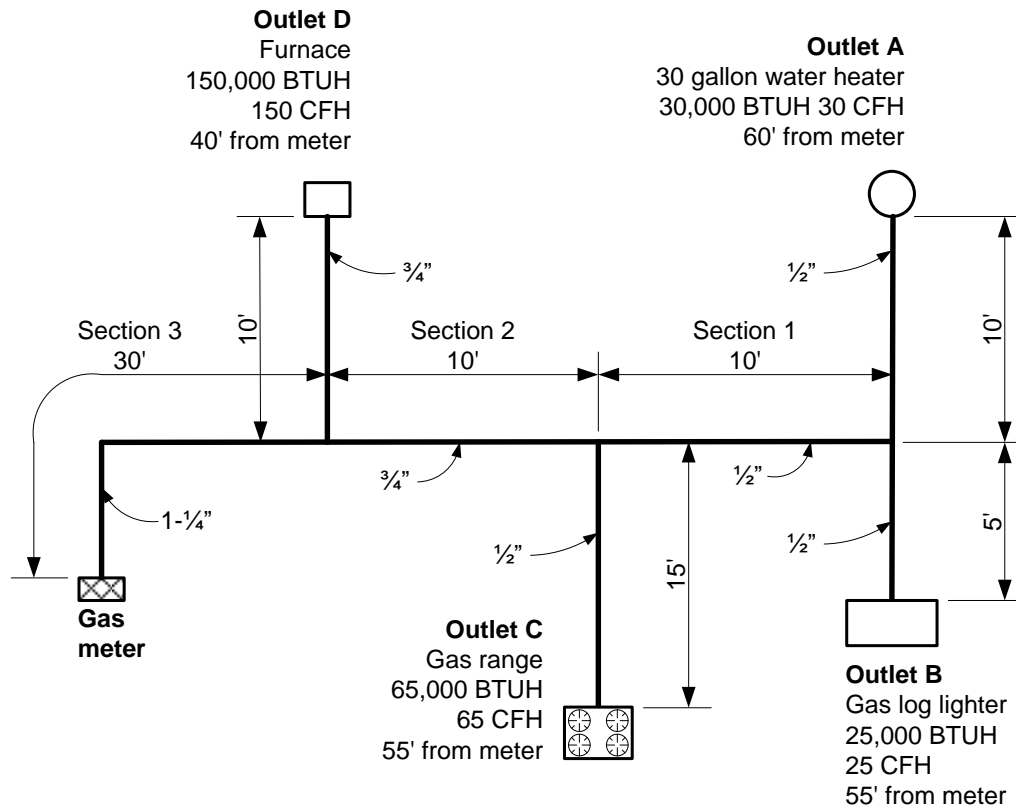 Outlet D
Furnace
150,000 BTUH
150 CFH
40' from meter
Outlet A
30 gallon water heater
30,000 BTUH 30 CFH
60' from meter
¾”
½”
10'
10'
Section 3
30'
Section 2
10'
Section 1
10'
¾”
½”
1-¼”
½”
15'
½”
5'
Gas
meter
Outlet C
Gas range
65,000 BTUH
65 CFH
55' from meter
Outlet B
Gas log lighter
25,000 BTUH
25 CFH
55' from meter